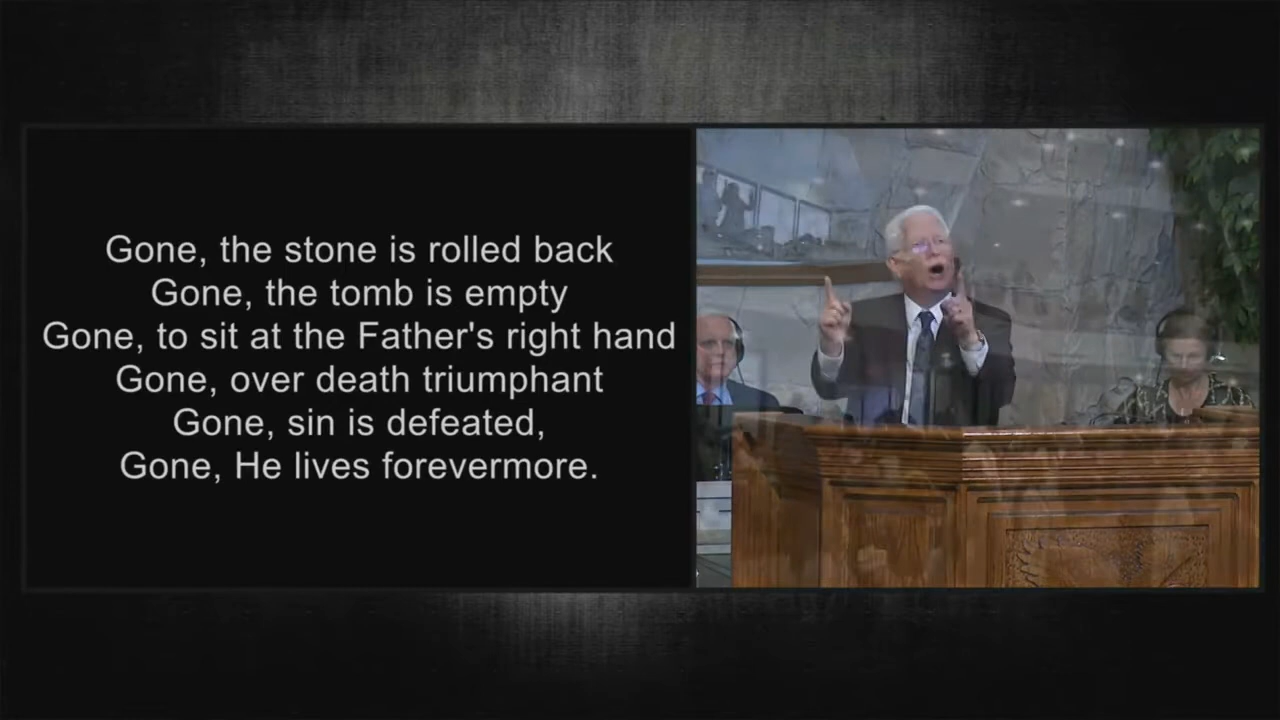 Gone, the stone is rolled back
Gone, the tomb is empty
Gone, to sit at the Father's right hand
Gone, over death triumphant
Gone, sin is defeated,
Gone, He lives forevermore.